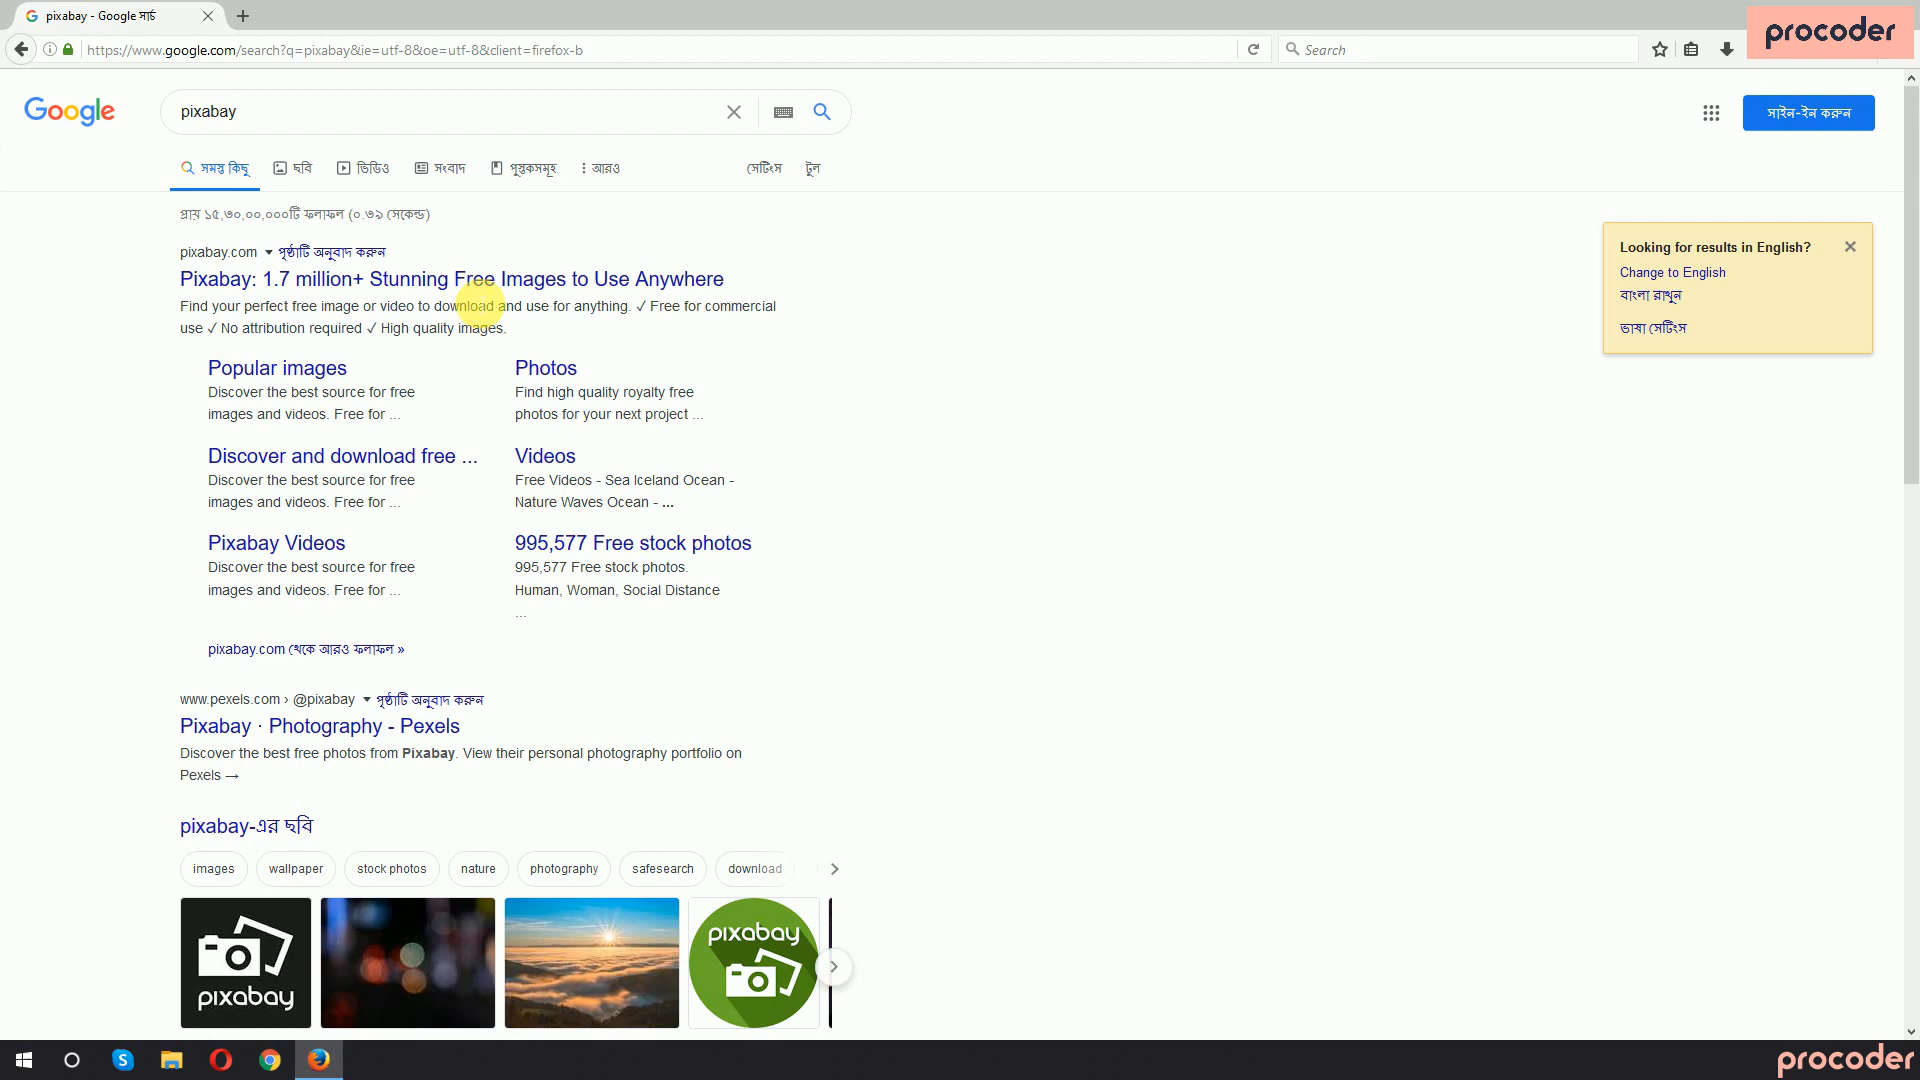 pixabay - Google সার্চ
https://www.google.com/search?q=pixabay&ie=utf-8&oe=utf-8&client=firefox-b
Search
procoder
Google
pixabay
সাইন-ইন করুন
সমস্ত কিছু
ছবি
ভিডিও
সংবাদ
পুস্তকসমূহ
আরও
সেটিংস
টুল
প্রায় ১৫,৩০,০০,০০০টি ফলাফল (০.৩৯ সেকেন্ড)
pixabay.com ▾ পৃষ্ঠাটি অনুবাদ করুন
Pixabay: 1.7 million+ Stunning Free Images to Use Anywhere
Find your perfect free image or video to download and use for anything. ✓ Free for commercial
use ✓ No attribution required ✓ High quality images.
Popular images
Discover the best source for free
images and videos. Free for ...
Photos
Find high quality royalty free
photos for your next project ...
Discover and download free ...
Discover the best source for free
images and videos. Free for ...
Videos
Free Videos - Sea Iceland Ocean -
Nature Waves Ocean - ...
Pixabay Videos
Discover the best source for free
images and videos. Free for ...
995,577 Free stock photos
995,577 Free stock photos.
Human, Woman, Social Distance
...
pixabay.com থেকে আরও ফলাফল »
Looking for results in English?
Change to English
বাংলা রাখুন
ভাষা সেটিংস
www.pexels.com › @pixabay ▾ পৃষ্ঠাটি অনুবাদ করুন
Pixabay · Photography - Pexels
Discover the best free photos from Pixabay. View their personal photography portfolio on
Pexels →
pixabay-এর ছবি
images
wallpaper
stock photos
nature
photography
safesearch
download
pixabay
pixabay
procoder